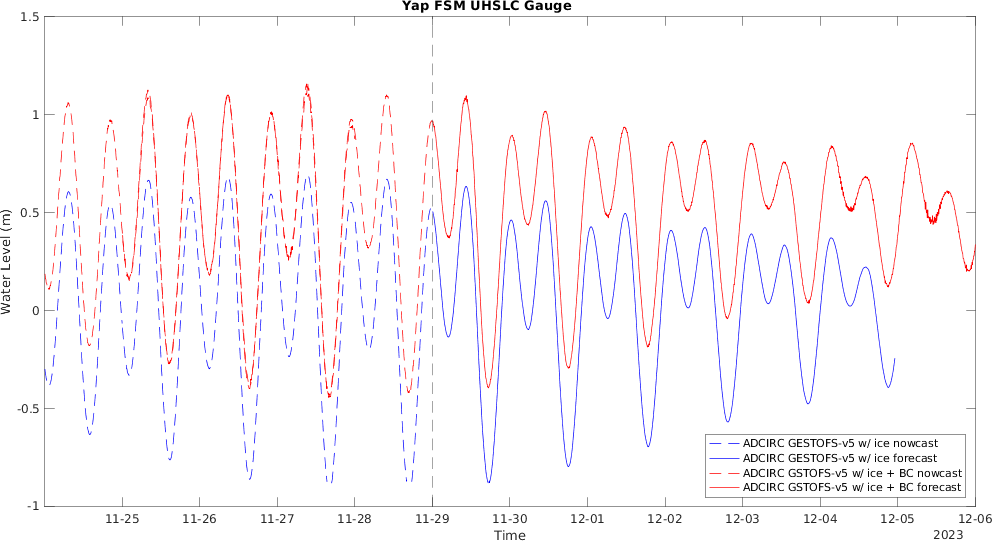 Yap FSM UHSLC Gauge
1.5
1
0.5
0
-0.5
-1
Water Level (m)
11-25
11-26
11-27
11-28
11-29
11-30
12-01
12-02
12-03
12-04
12-05
12-06
2023
Time
ADCIRC GESTOFS-v5 w/ ice nowcast
ADCIRC GESTOFS-v5 w/ ice forecast
ADCIRC GSTOFS-v5 w/ ice + BC nowcast
ADCIRC GSTOFS-v5 w/ ice + BC forecast